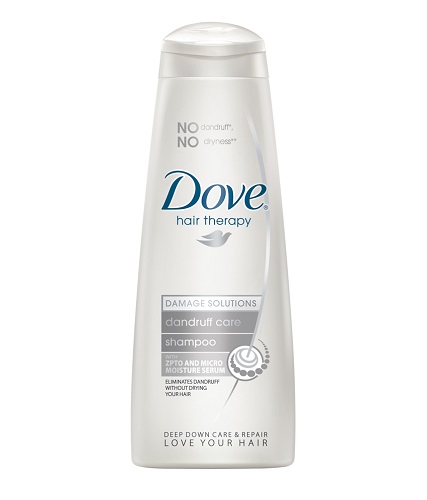 NO dandruff*,
NO dryness**
Dove
hair therapy
DAMAGE SOLUTIONS
dandruff care
shampoo
WITH
ZPTO AND MICRO
MOISTURE SERUM
ELIMINATES DANDRUFF
WITHOUT DRYING
YOUR HAIR
DEEP DOWN CARE & REPAIR
LOVE YOUR HAIR